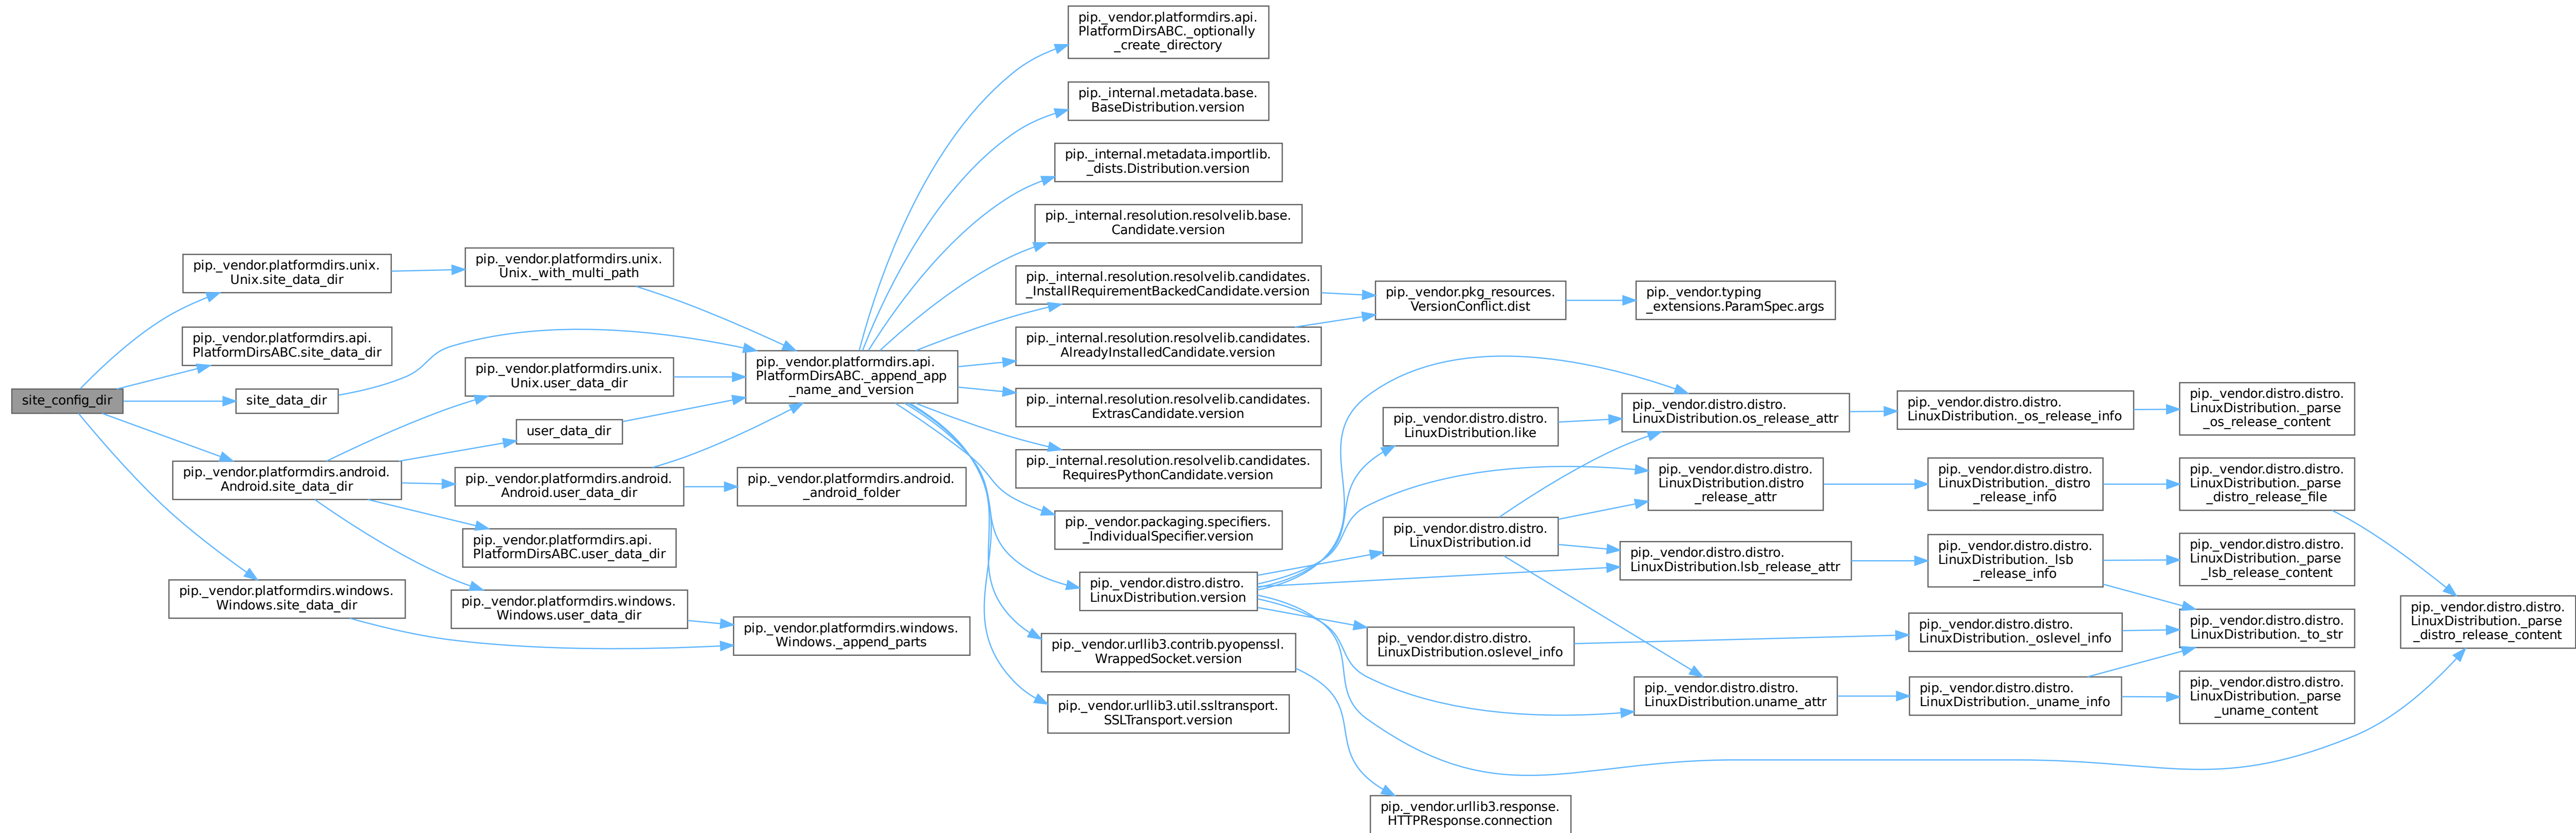 site_config_dir
pip._vendor.platformdirs.unix.
Unix.site_data_dir
pip._vendor.platformdirs.api.
PlatformDirsABC.site_data_dir
site_data_dir
pip._vendor.platformdirs.android.
Android.site_data_dir
pip._vendor.platformdirs.windows.
Windows.site_data_dir
pip._vendor.platformdirs.unix.
Unix._with_multi_path
pip._vendor.platformdirs.unix.
Unix.user_data_dir
user_data_dir
pip._vendor.platformdirs.android.
Android.user_data_dir
pip._vendor.platformdirs.api.
PlatformDirsABC.user_data_dir
pip._vendor.platformdirs.windows.
Windows.user_data_dir
pip._vendor.platformdirs.api.
PlatformDirsABC._append_app
_name_and_version
pip._vendor.platformdirs.android.
_android_folder
pip._vendor.platformdirs.windows.
Windows._append_parts
pip._vendor.platformdirs.api.
PlatformDirsABC._optionally
_create_directory
pip._internal.metadata.base.
BaseDistribution.version
pip._internal.metadata.importlib.
_dists.Distribution.version
pip._internal.resolution.resolvelib.base.
Candidate.version
pip._internal.resolution.resolvelib.candidates.
_InstallRequirementBackedCandidate.version
pip._internal.resolution.resolvelib.candidates.
AlreadyInstalledCandidate.version
pip._internal.resolution.resolvelib.candidates.
ExtrasCandidate.version
pip._internal.resolution.resolvelib.candidates.
RequiresPythonCandidate.version
pip._vendor.packaging.specifiers.
_IndividualSpecifier.version
pip._vendor.distro.distro.
LinuxDistribution.version
pip._vendor.urllib3.contrib.pyopenssl.
WrappedSocket.version
pip._vendor.urllib3.util.ssltransport.
SSLTransport.version
pip._vendor.pkg_resources.
VersionConflict.dist
pip._vendor.distro.distro.
LinuxDistribution.like
pip._vendor.distro.distro.
LinuxDistribution.id
pip._vendor.distro.distro.
LinuxDistribution.oslevel_info
pip._vendor.urllib3.response.
HTTPResponse.connection
pip._vendor.typing
_extensions.ParamSpec.args
pip._vendor.distro.distro.
LinuxDistribution.os_release_attr
pip._vendor.distro.distro.
LinuxDistribution.distro
_release_attr
pip._vendor.distro.distro.
LinuxDistribution.lsb_release_attr
pip._vendor.distro.distro.
LinuxDistribution.uname_attr
pip._vendor.distro.distro.
LinuxDistribution._os_release_info
pip._vendor.distro.distro.
LinuxDistribution._distro
_release_info
pip._vendor.distro.distro.
LinuxDistribution._lsb
_release_info
pip._vendor.distro.distro.
LinuxDistribution._oslevel_info
pip._vendor.distro.distro.
LinuxDistribution._uname_info
pip._vendor.distro.distro.
LinuxDistribution._parse
_os_release_content
pip._vendor.distro.distro.
LinuxDistribution._parse
_distro_release_file
pip._vendor.distro.distro.
LinuxDistribution._parse
_lsb_release_content
pip._vendor.distro.distro.
LinuxDistribution._to_str
pip._vendor.distro.distro.
LinuxDistribution._parse
_uname_content
pip._vendor.distro.distro.
LinuxDistribution._parse
_distro_release_content